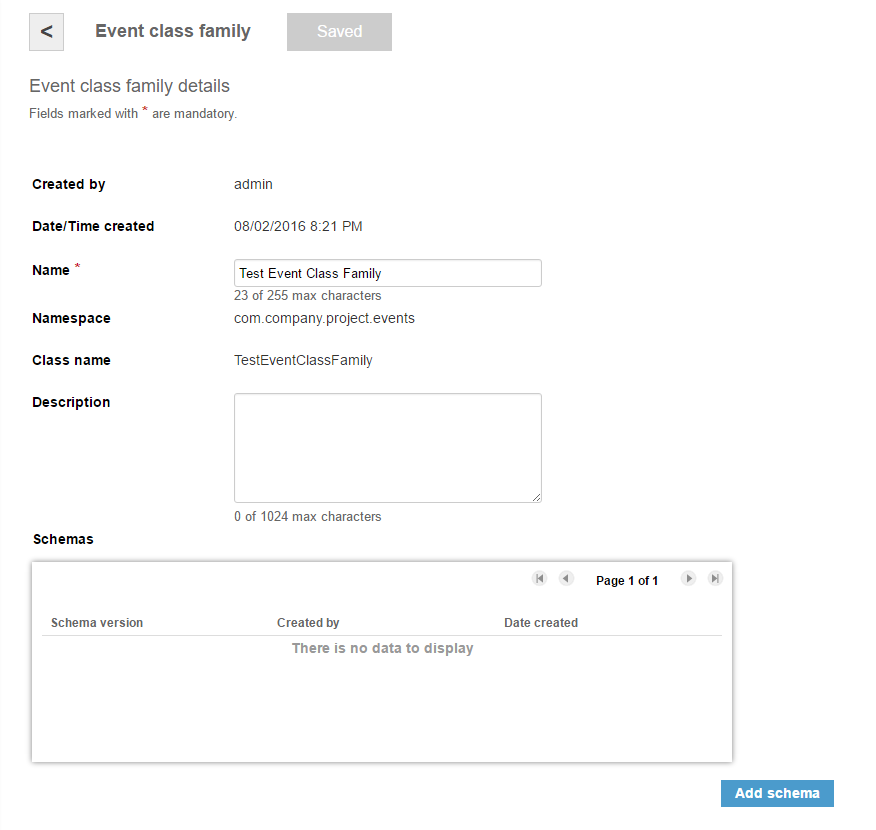 < Event class family Saved
Event class family details
Fields marked with * are mandatory.
Created by admin
Date/Time created 08/02/2016 8:21 PM
Name * Test Event Class Family
23 of 255 max characters
Namespace com.company.project.events
Class name TestEventClassFamily
Description
0 of 1024 max characters
Schemas
Page 1 of 1
Schema version Created by Date created
There is no data to display
Add schema